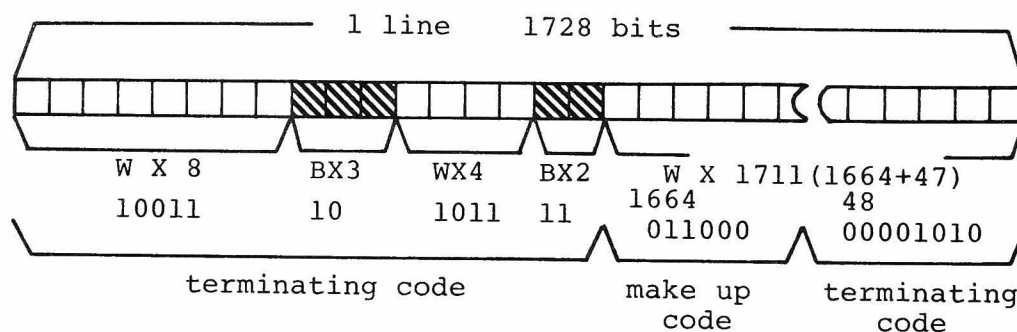 1 line 1728 bits
W X 8 BX3 WX4 BX2 W X 1711(1664+47)
1664 48
10011 10 1011 11 011000 00001010
terminating code make up code terminating code